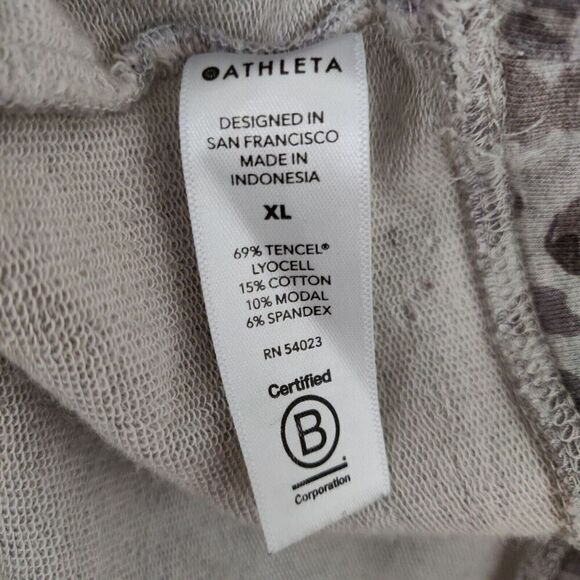 ATHLETA
DESIGNED IN
SAN FRANCISCO
MADE IN
INDONESIA
XL
69% TENCEL®
LYOCELL
15% COTTON
10% MODAL
6% SPANDEX
RN 54023
Certified
B
Corporation